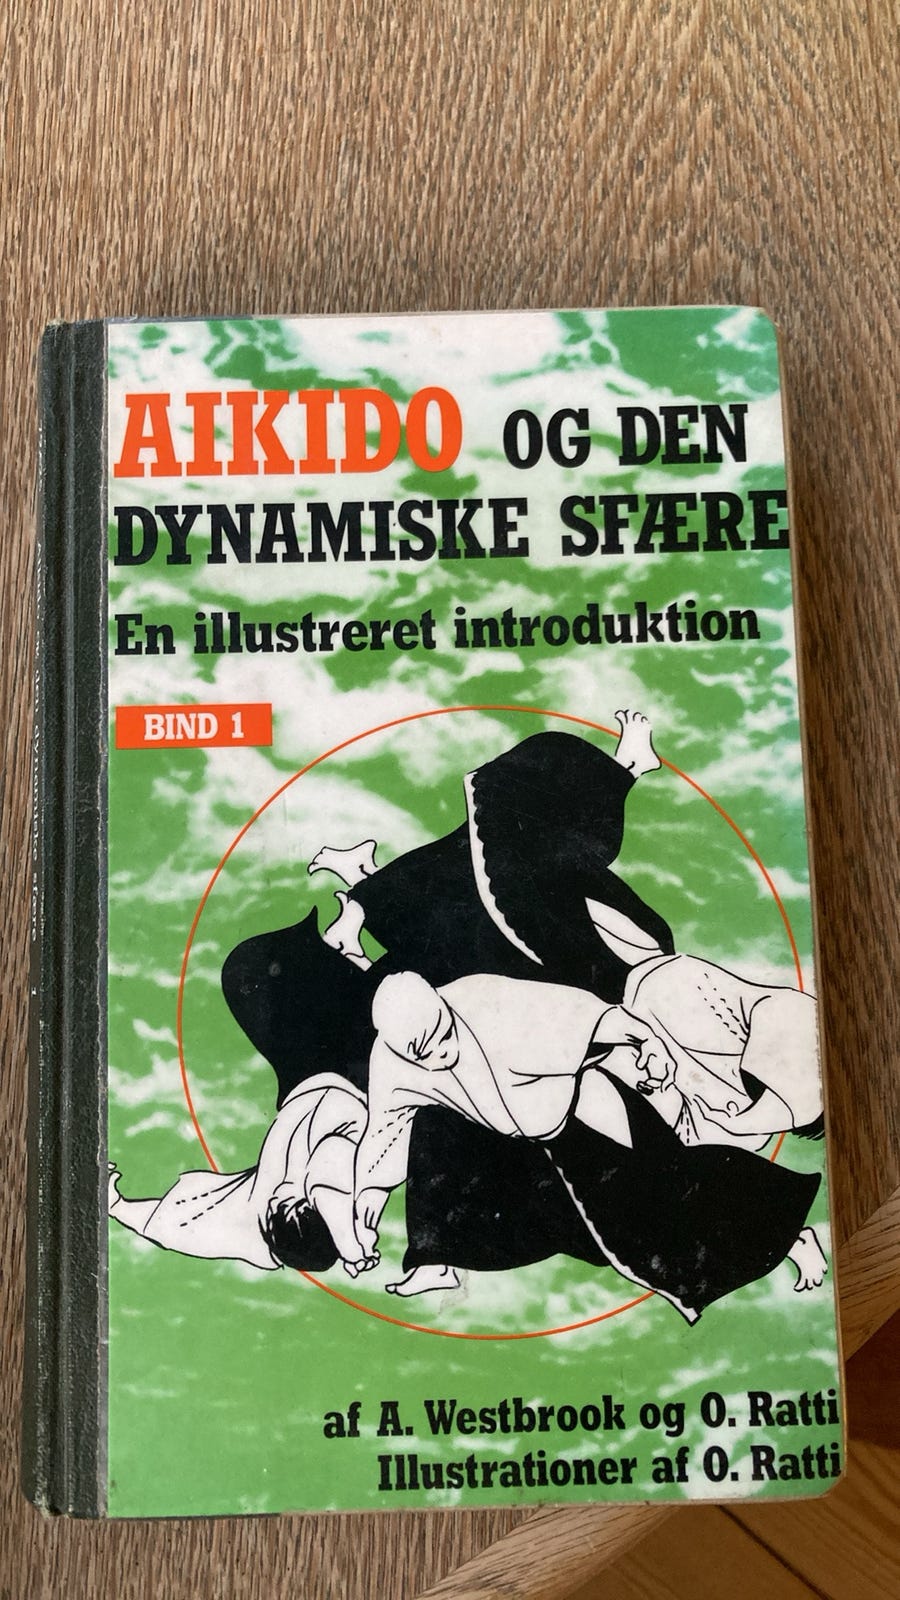 AIKIDO OG DEN
DYNAMISKE SFÆRE
En illustreret introduktion
BIND 1
af A. Westbrook og O. Ratti
Illustrationer af O. Ratti